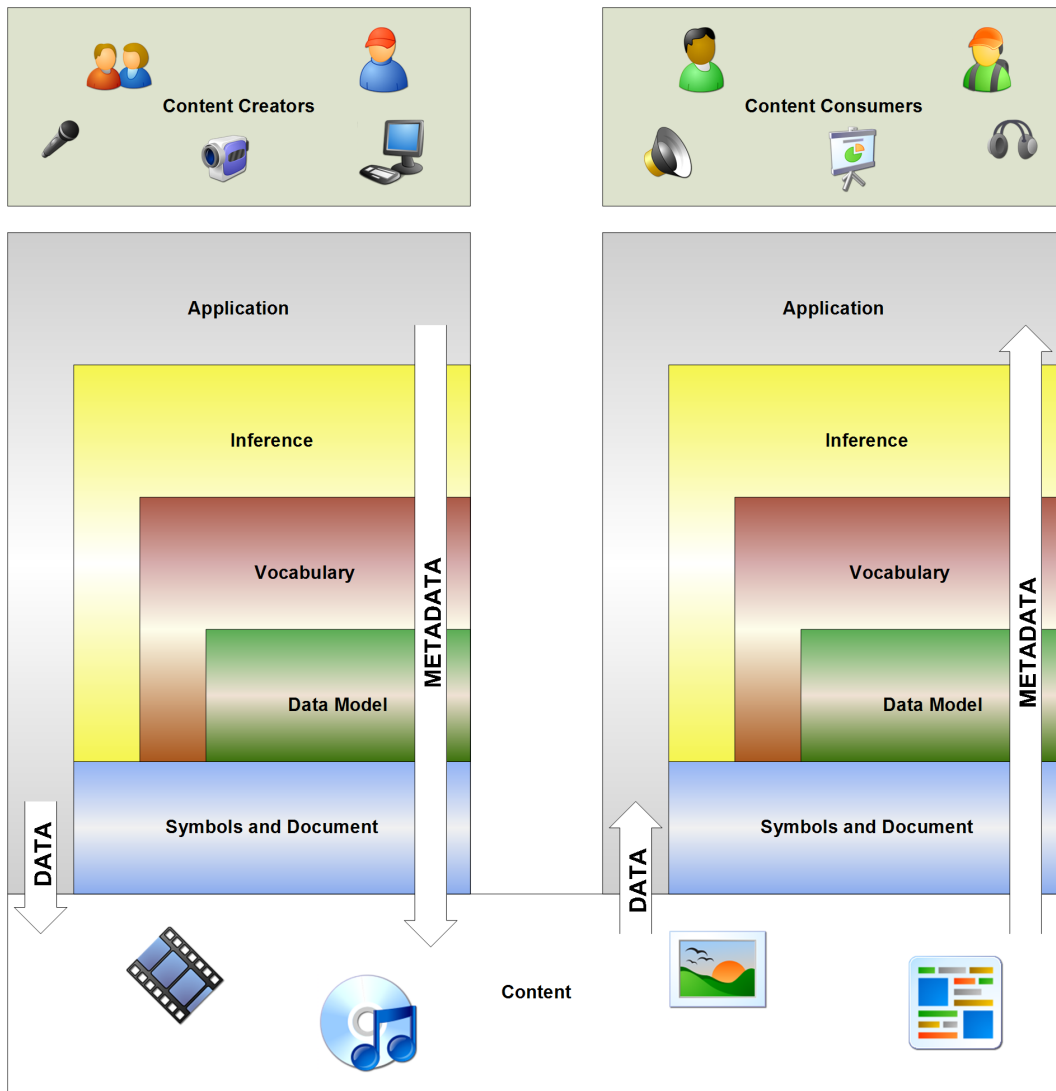 Content Creators
Content Consumers
Application
Application
Inference
Inference
Vocabulary
Vocabulary
METADATA
METADATA
Data Model
Data Model
Symbols and Document
Symbols and Document
DATA
DATA
Content